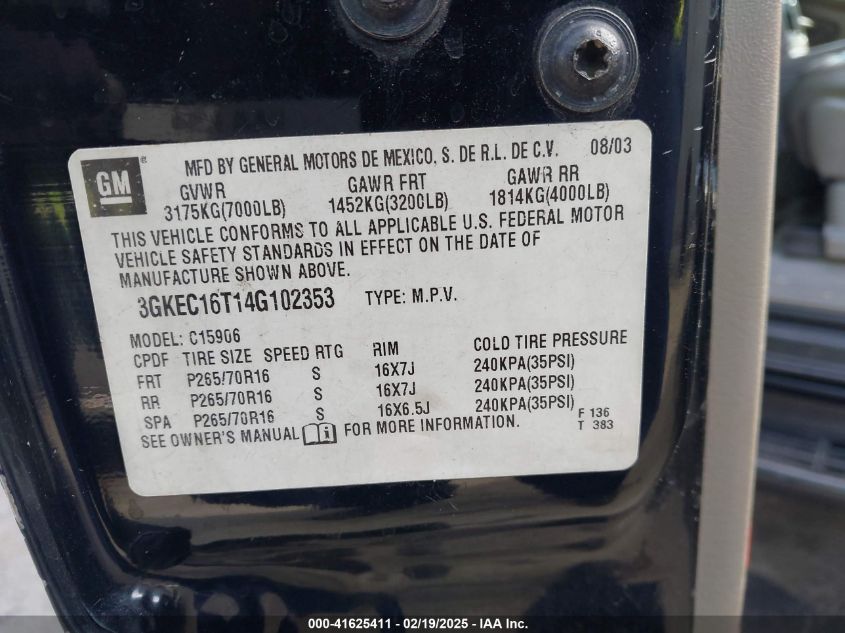 GM ®
MFD BY GENERAL MOTORS DE MEXICO, S. DE R.L. DE C.V. 08/03
GVWR GAWR FRT GAWR RR
3175KG(7000LB) 1452KG(3200LB) 1814KG(4000LB)
THIS VEHICLE CONFORMS TO ALL APPLICABLE U.S. FEDERAL MOTOR
VEHICLE SAFETY STANDARDS IN EFFECT ON THE DATE OF
MANUFACTURE SHOWN ABOVE.
3GKEC16T14G102353 TYPE: M.P.V.
MODEL: C15906
CPDF TIRE SIZE SPEED RTG RIM COLD TIRE PRESSURE
FRT P265/70R16 S 16X7J 240KPA(35PSI)
RR P265/70R16 S 16X7J 240KPA(35PSI)
SPA P265/70R16 S 16X6.5J 240KPA(35PSI)
SEE OWNER'S MANUAL FOR MORE INFORMATION.
F 136
T 383
000-41625411 - 02/19/2025 - IAA Inc.